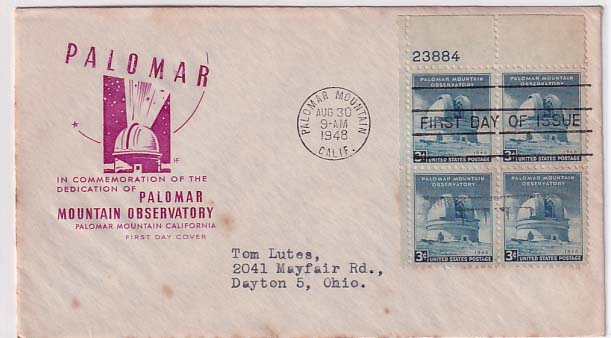 PALOMAR
HF
IN COMMEMORATION OF THE
DEDICATION OF PALOMAR
MOUNTAIN OBSERVATORY
PALOMAR MOUNTAIN CALIFORNIA
FIRST DAY COVER
PALOMAR MOUNTAIN
AUG 30
9-AM
1948
CALIF.
23884
PALOMAR MOUNTAIN OBSERVATORY
1948
3¢ UNITED STATES POSTAGE
PALOMAR MOUNTAIN OBSERVATORY
1948
3¢ UNITED STATES POSTAGE
FIRST DAY OF ISSUE
PALOMAR MOUNTAIN OBSERVATORY
1948
3¢ UNITED STATES POSTAGE
PALOMAR MOUNTAIN OBSERVATORY
1948
3¢ UNITED STATES POSTAGE
Tom Lutes,
2041 Mayfair Rd.,
Dayton 5, Ohio.